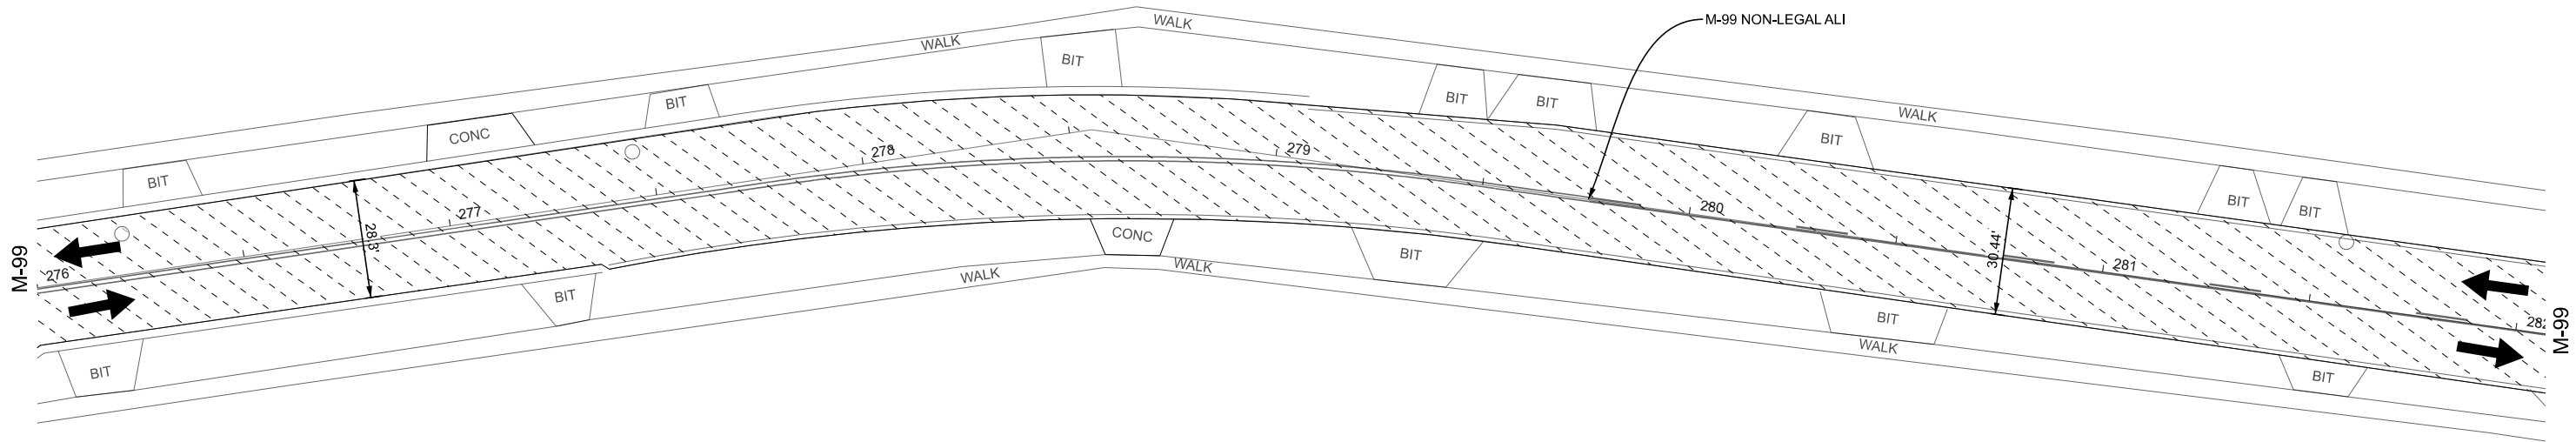 M-99 NON-LEGAL ALI
WALK
WALK
WALK
BIT
BIT
BIT
CONC
BIT
BIT
BIT
BIT
BIT
BIT
M-99
276
277
278
279
280
281
282
M-99
28.3'
30.44'
BIT
BIT
CONC
BIT
BIT
BIT
WALK
WALK
WALK